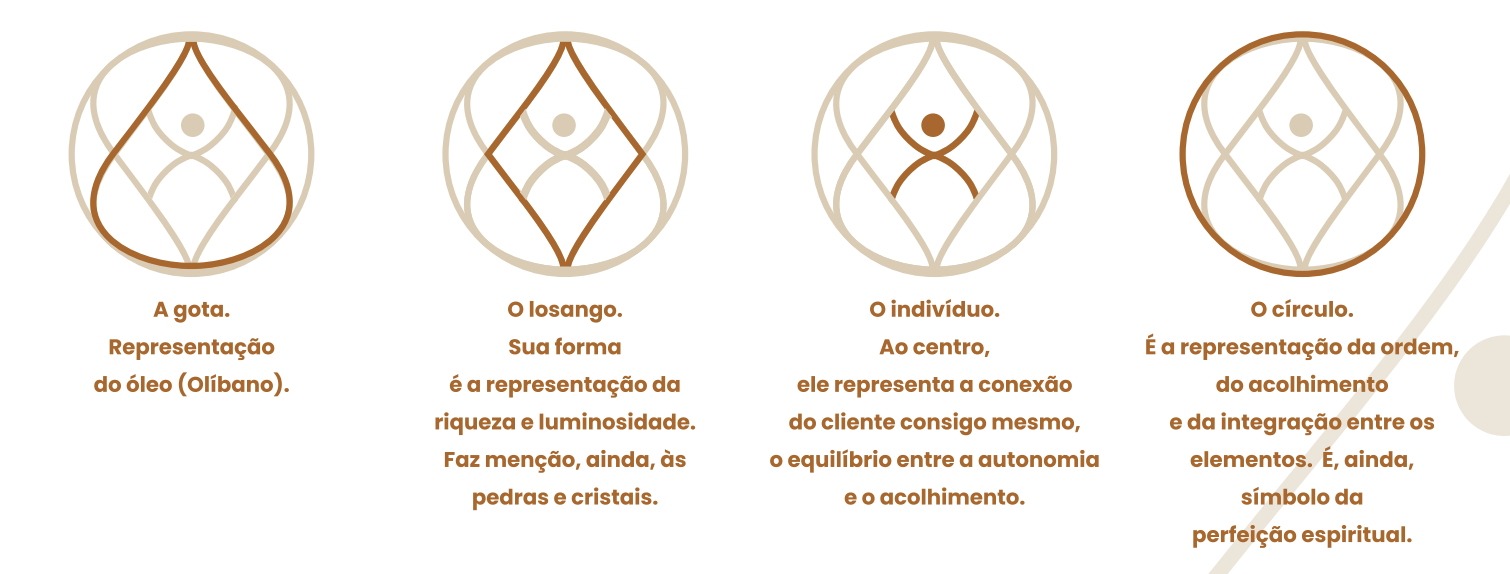 A gota.
Representação
do óleo (Olíbano).
O losango.
Sua forma
é a representação da
riqueza e luminosidade.
Faz menção, ainda, às
pedras e cristais.
O indivíduo.
Ao centro,
ele representa a conexão
do cliente consigo mesmo,
o equilíbrio entre a autonomia
e o acolhimento.
O círculo.
É a representação da ordem,
do acolhimento
e da integração entre os
elementos.  É, ainda,
símbolo da
perfeição espiritual.